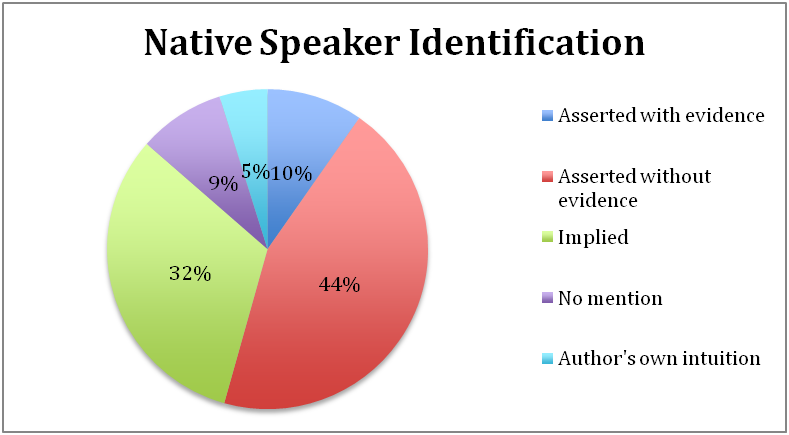 Native Speaker Identification
Asserted with evidence
5%
10%
Asserted without
evidence
9%
Implied
32%
44%
No mention
Author's own intuition